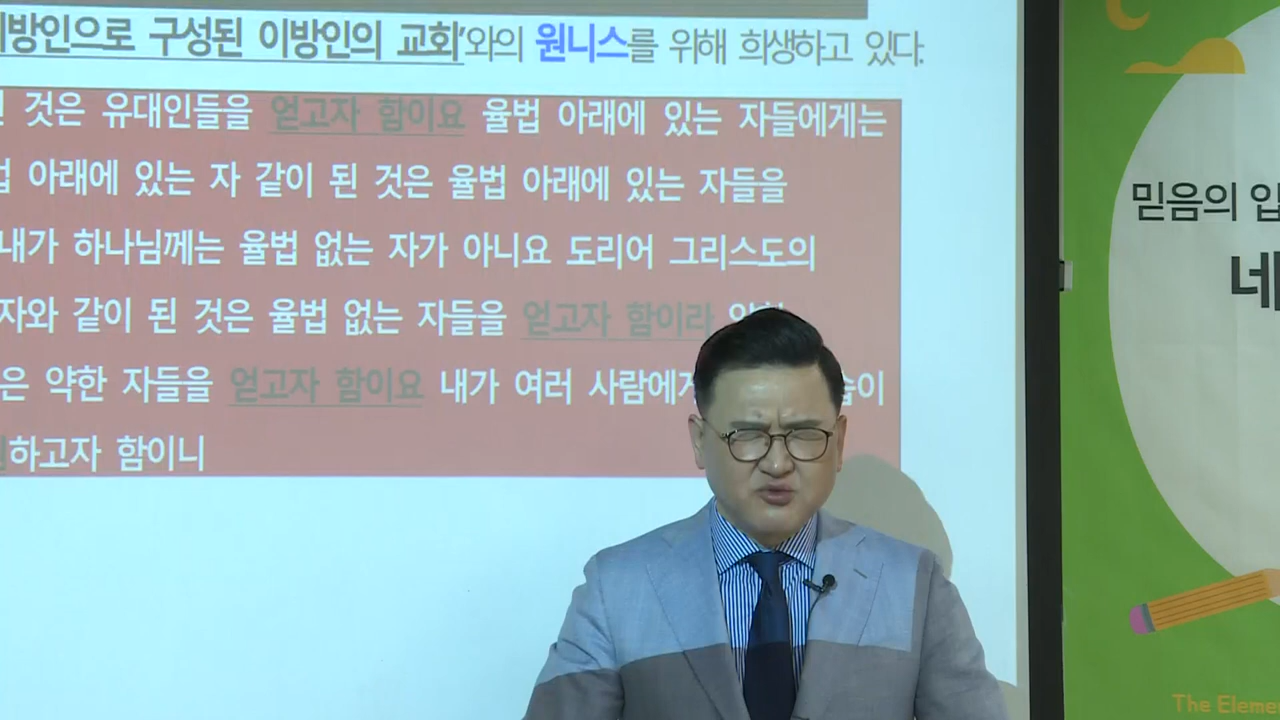 이방인으로 구성된 이방인의 교회'와의 원니스를 위해 희생하고 있다.
것은 유대인들을 얻고자 함이요 율법 아래에 있는 자들에게는
아래에 있는 자 같이 된 것은 율법 아래에 있는 자들을
내가 하나님께는 율법 없는 자가 아니요 도리어 그리스도의
자와 같이 된 것은 율법 없는 자들을 얻고자 함이라
은 약한 자들을 얻고자 함이요 내가 여러 사람에게
하고자 함이니
믿음의
네
The